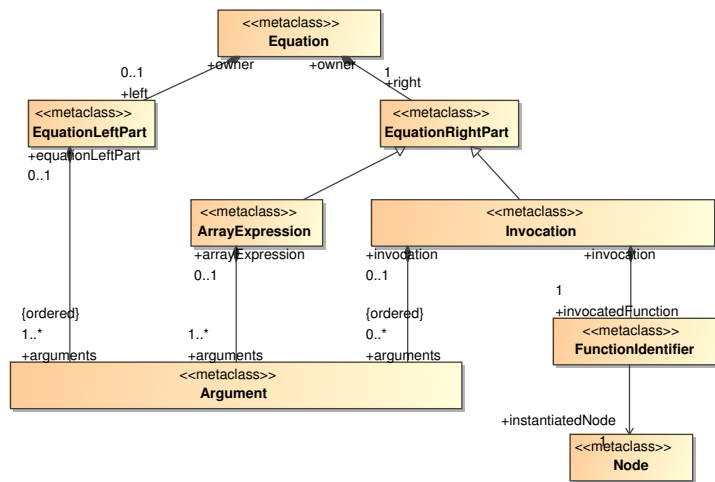 <<metaclass>>
Equation
+owner
+owner
0..1
+left
1
+right
<<metaclass>>
EquationLeftPart
<<metaclass>>
EquationRightPart
+equationLeftPart
0..1
<<metaclass>>
ArrayExpression
<<metaclass>>
Invocation
+arrayExpression
0..1
+invocation
0..1
+invocation
1
+invocatedFunction
{ordered}
1..*
+arguments
1..*
+arguments
{ordered}
0..*
+arguments
<<metaclass>>
FunctionIdentifier
<<metaclass>>
Argument
+instantiatedNode
1
<<metaclass>>
Node